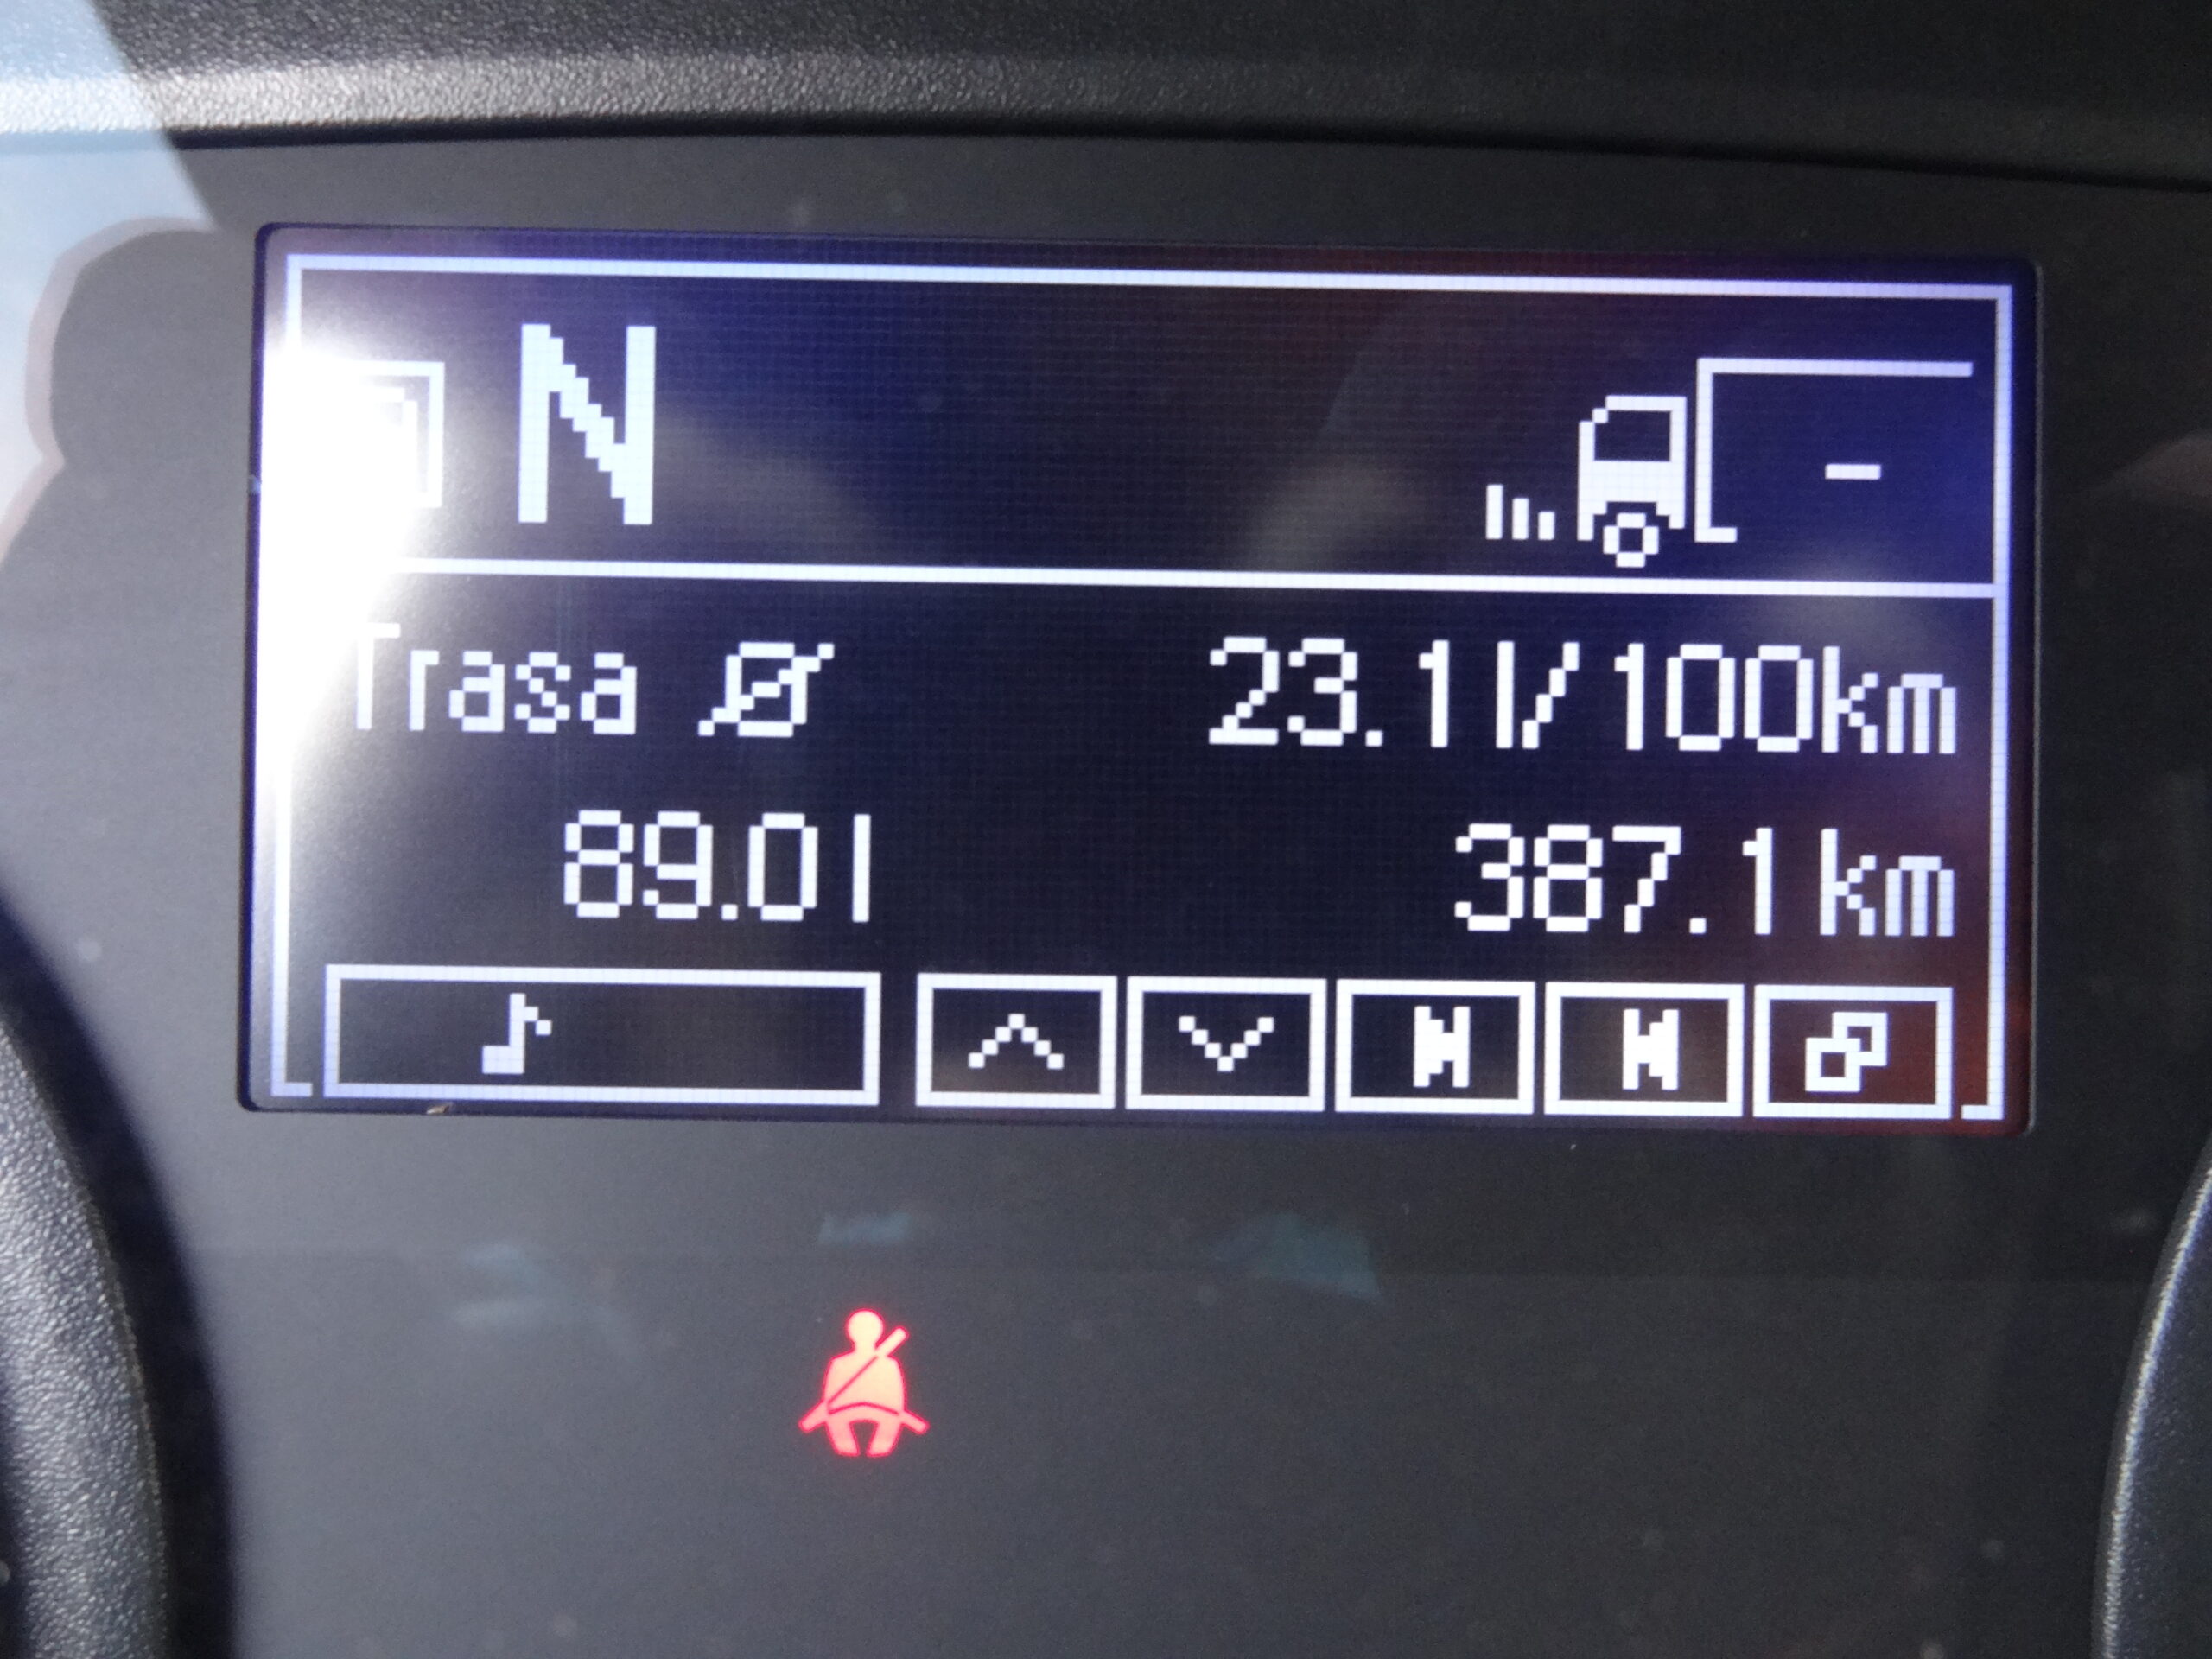 N -
Trasa Ø 23.1 l/100km
89.0 l 387.1 km